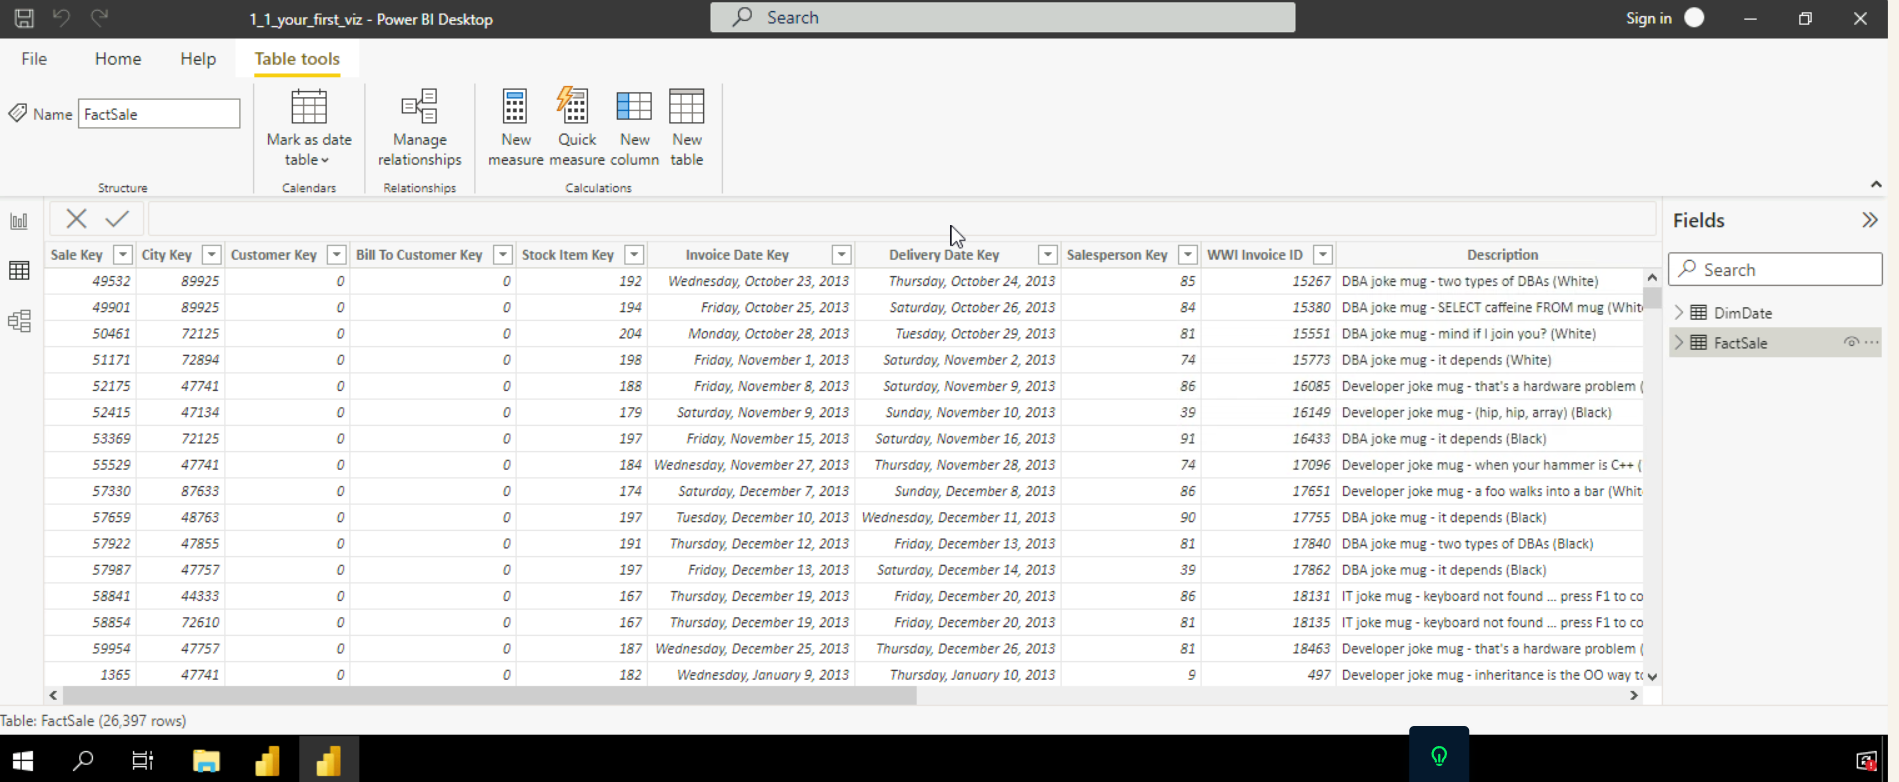 1_1_your_first_viz - Power BI Desktop
Search
Sign in
File Home Help Table tools
Name FactSale
Mark as date table
Manage relationships
New measure
Quick measure
New column
New table
Structure Calendars Relationships Calculations
Fields
Search
DimDate
FactSale
Sale Key City Key Customer Key Bill To Customer Key Stock Item Key Invoice Date Key Delivery Date Key Salesperson Key WWI Invoice ID Description
49532 89925 0 0 192 Wednesday, October 23, 2013 Thursday, October 24, 2013 85 15267 DBA joke mug - two types of DBAs (White)
49901 89925 0 0 194 Friday, October 25, 2013 Saturday, October 26, 2013 84 15380 DBA joke mug - SELECT caffeine FROM mug (Whit
50461 72125 0 0 204 Monday, October 28, 2013 Tuesday, October 29, 2013 81 15551 DBA joke mug - mind if I join you? (White)
51171 72894 0 0 198 Friday, November 1, 2013 Saturday, November 2, 2013 74 15773 DBA joke mug - it depends (White)
52175 47741 0 0 188 Friday, November 8, 2013 Saturday, November 9, 2013 86 16085 Developer joke mug - that's a hardware problem (
52415 47134 0 0 179 Saturday, November 9, 2013 Sunday, November 10, 2013 39 16149 Developer joke mug - (hip, hip, array) (Black)
53369 72125 0 0 197 Friday, November 15, 2013 Saturday, November 16, 2013 91 16433 DBA joke mug - it depends (Black)
55529 47741 0 0 184 Wednesday, November 27, 2013 Thursday, November 28, 2013 74 17096 Developer joke mug - when your hammer is C++ (
57330 87633 0 0 174 Saturday, December 7, 2013 Sunday, December 8, 2013 86 17651 Developer joke mug - a foo walks into a bar (Whit
57659 48763 0 0 197 Tuesday, December 10, 2013 Wednesday, December 11, 2013 90 17755 DBA joke mug - it depends (Black)
57922 47855 0 0 191 Thursday, December 12, 2013 Friday, December 13, 2013 81 17840 DBA joke mug - two types of DBAs (Black)
57987 47757 0 0 197 Friday, December 13, 2013 Saturday, December 14, 2013 39 17862 DBA joke mug - it depends (Black)
58841 44333 0 0 167 Thursday, December 19, 2013 Friday, December 20, 2013 86 18131 IT joke mug - keyboard not found ... press F1 to co
58854 72610 0 0 167 Thursday, December 19, 2013 Friday, December 20, 2013 81 18135 IT joke mug - keyboard not found ... press F1 to co
59954 47757 0 0 187 Wednesday, December 25, 2013 Thursday, December 26, 2013 81 18463 Developer joke mug - that's a hardware problem (
1365 47741 0 0 182 Wednesday, January 9, 2013 Thursday, January 10, 2013 9 497 Developer joke mug - inheritance is the OO way to
Table: FactSale (26,397 rows)